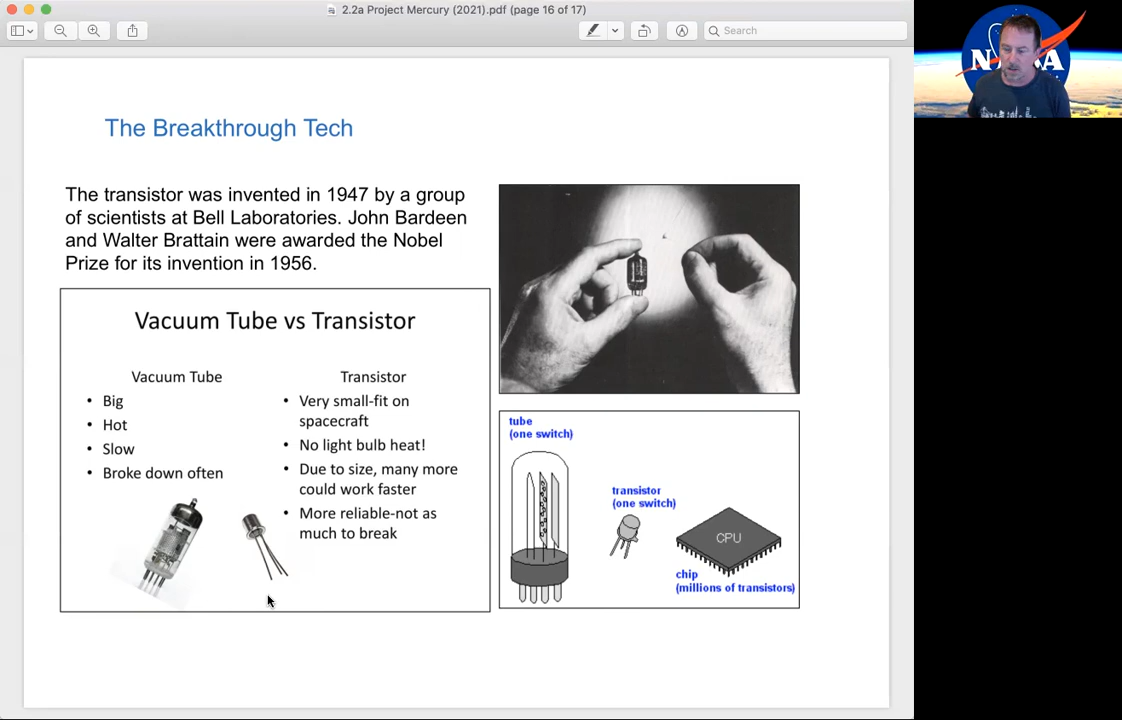 2.2a Project Mercury (2021).pdf (page 16 of 17)
Search
The Breakthrough Tech
The transistor was invented in 1947 by a group
of scientists at Bell Laboratories. John Bardeen
and Walter Brattain were awarded the Nobel
Prize for its invention in 1956.
Vacuum Tube vs Transistor
Vacuum Tube
• Big
• Hot
• Slow
• Broke down often
Transistor
• Very small-fit on
spacecraft
• No light bulb heat!
• Due to size, many more
could work faster
• More reliable-not as
much to break
tube
(one switch)
transistor
(one switch)
CPU
chip
(millions of transistors)